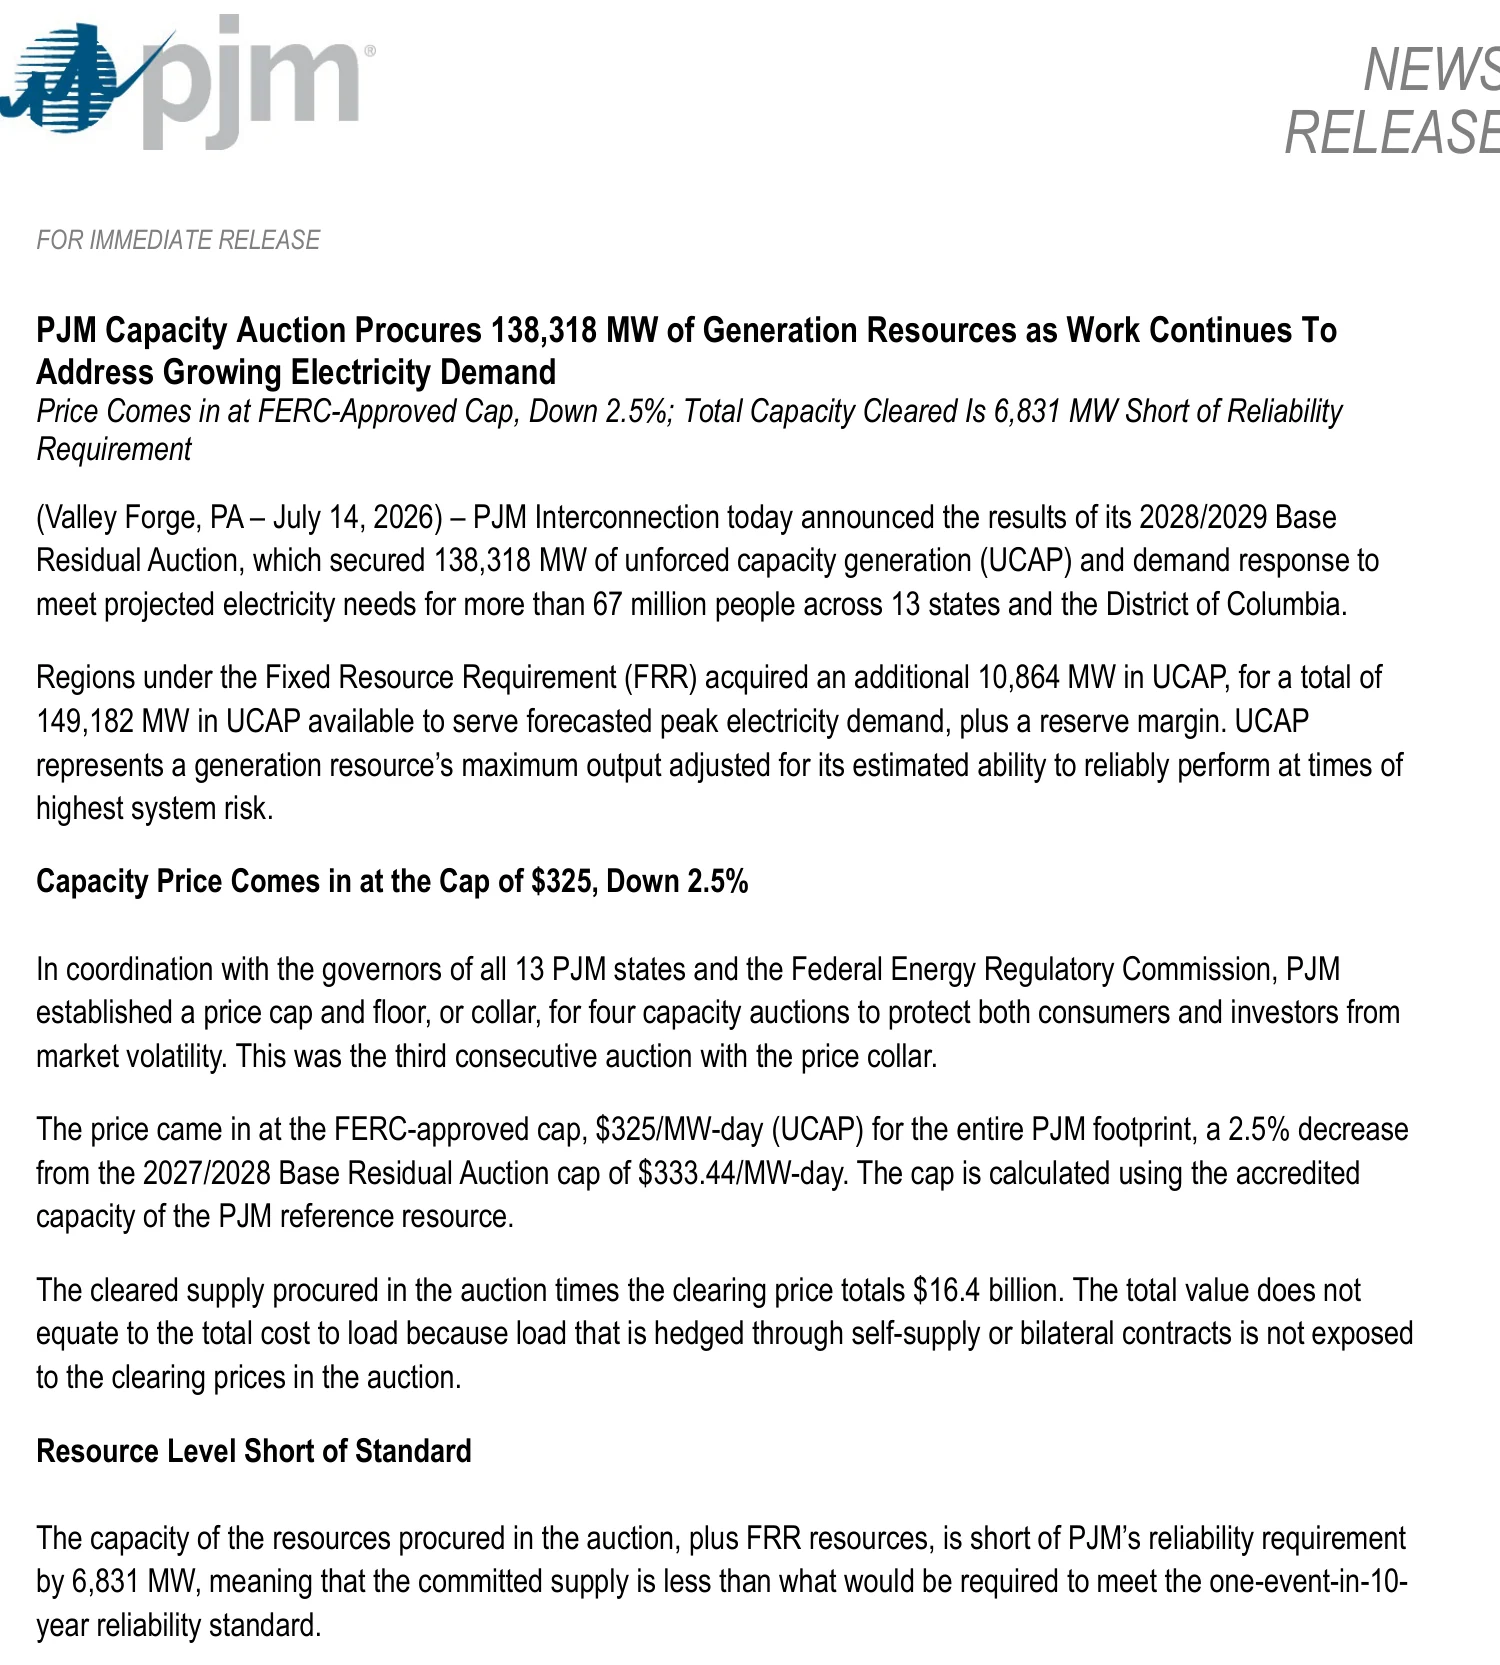 pjm®
NEWS
RELEASE
FOR IMMEDIATE RELEASE
PJM Capacity Auction Procures 138,318 MW of Generation Resources as Work Continues To
Address Growing Electricity Demand
Price Comes in at FERC-Approved Cap, Down 2.5%; Total Capacity Cleared Is 6,831 MW Short of Reliability
Requirement
(Valley Forge, PA – July 14, 2026) – PJM Interconnection today announced the results of its 2028/2029 Base
Residual Auction, which secured 138,318 MW of unforced capacity generation (UCAP) and demand response to
meet projected electricity needs for more than 67 million people across 13 states and the District of Columbia.
Regions under the Fixed Resource Requirement (FRR) acquired an additional 10,864 MW in UCAP, for a total of
149,182 MW in UCAP available to serve forecasted peak electricity demand, plus a reserve margin. UCAP
represents a generation resource’s maximum output adjusted for its estimated ability to reliably perform at times of
highest system risk.
Capacity Price Comes in at the Cap of $325, Down 2.5%
In coordination with the governors of all 13 PJM states and the Federal Energy Regulatory Commission, PJM
established a price cap and floor, or collar, for four capacity auctions to protect both consumers and investors from
market volatility. This was the third consecutive auction with the price collar.
The price came in at the FERC-approved cap, $325/MW-day (UCAP) for the entire PJM footprint, a 2.5% decrease
from the 2027/2028 Base Residual Auction cap of $333.44/MW-day. The cap is calculated using the accredited
capacity of the PJM reference resource.
The cleared supply procured in the auction times the clearing price totals $16.4 billion. The total value does not
equate to the total cost to load because load that is hedged through self-supply or bilateral contracts is not exposed
to the clearing prices in the auction.
Resource Level Short of Standard
The capacity of the resources procured in the auction, plus FRR resources, is short of PJM’s reliability requirement
by 6,831 MW, meaning that the committed supply is less than what would be required to meet the one-event-in-10-
year reliability standard.